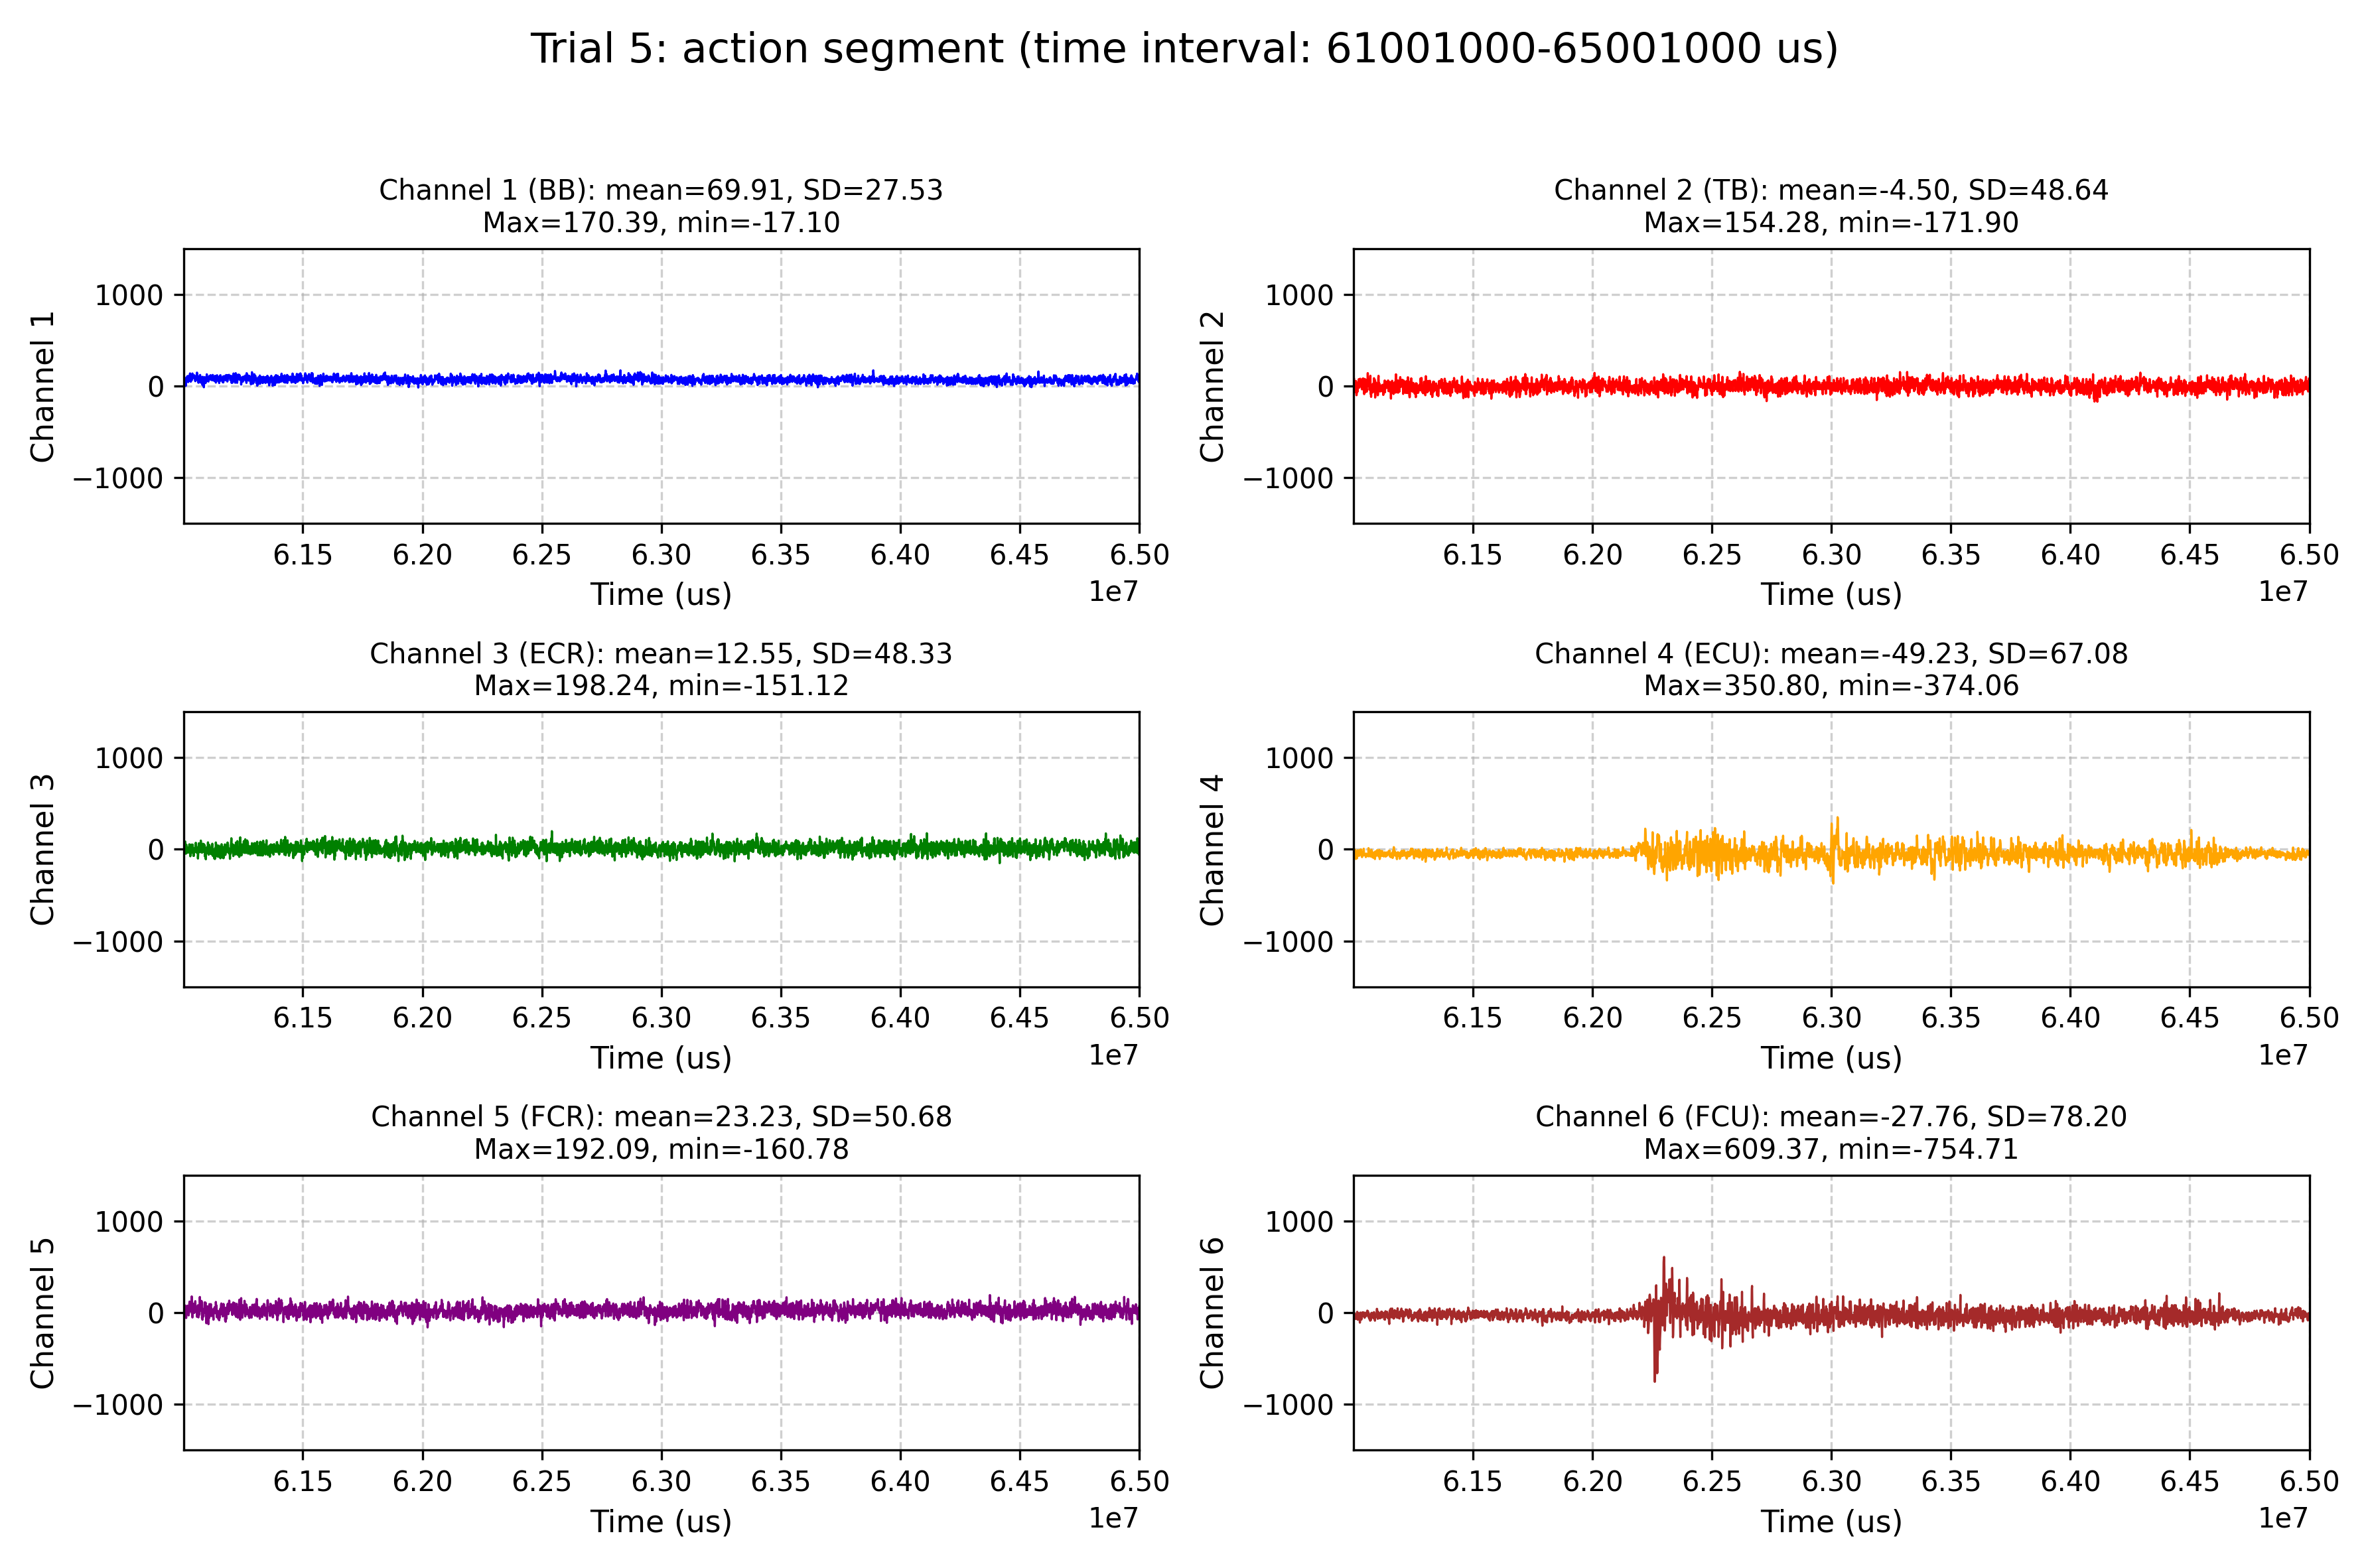 Trial 5: action segment (time interval: 61001000-65001000 us)
Channel 1 (BB): mean=69.91, SD=27.53
Max=170.39, min=-17.10
Channel 1
1000
0
−1000
6.15 6.20 6.25 6.30 6.35 6.40 6.45 6.50
Time (us)
1e7
Channel 2 (TB): mean=-4.50, SD=48.64
Max=154.28, min=-171.90
Channel 2
1000
0
−1000
6.15 6.20 6.25 6.30 6.35 6.40 6.45 6.50
Time (us)
1e7
Channel 3 (ECR): mean=12.55, SD=48.33
Max=198.24, min=-151.12
Channel 3
1000
0
−1000
6.15 6.20 6.25 6.30 6.35 6.40 6.45 6.50
Time (us)
1e7
Channel 4 (ECU): mean=-49.23, SD=67.08
Max=350.80, min=-374.06
Channel 4
1000
0
−1000
6.15 6.20 6.25 6.30 6.35 6.40 6.45 6.50
Time (us)
1e7
Channel 5 (FCR): mean=23.23, SD=50.68
Max=192.09, min=-160.78
Channel 5
1000
0
−1000
6.15 6.20 6.25 6.30 6.35 6.40 6.45 6.50
Time (us)
1e7
Channel 6 (FCU): mean=-27.76, SD=78.20
Max=609.37, min=-754.71
Channel 6
1000
0
−1000
6.15 6.20 6.25 6.30 6.35 6.40 6.45 6.50
Time (us)
1e7